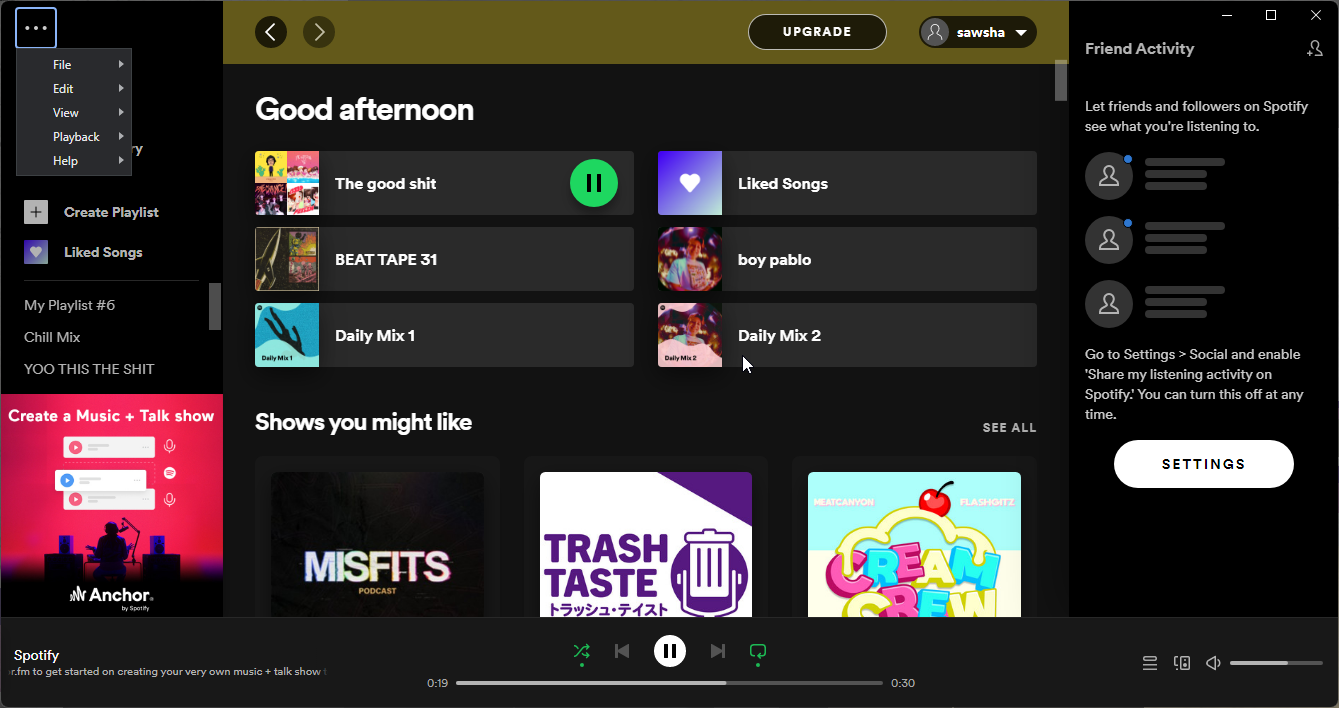 File
Edit
View
Playback
Help
ry
Create Playlist
Liked Songs
My Playlist #6
Chill Mix
YOO THIS THE SHIT
Create a Music + Talk show
Anchor
by Spotify
UPGRADE
sawsha
Good afternoon
The good shit
Liked Songs
BEAT TAPE 31
boy pablo
Daily Mix 1
Daily Mix 1
Daily Mix 2
Daily Mix 2
Shows you might like
SEE ALL
MISFITS
PODCAST
TRASH
TASTE
トラッシュ・テイスト
MEATCANYON
FLASHGITZ
CREAM
CREW
Friend Activity
Let friends and followers on Spotify
see what you're listening to.
Go to Settings > Social and enable
'Share my listening activity on
Spotify.' You can turn this off at any
time.
SETTINGS
Spotify
r.fm to get started on creating your very own music + talk show t
0:19
0:30